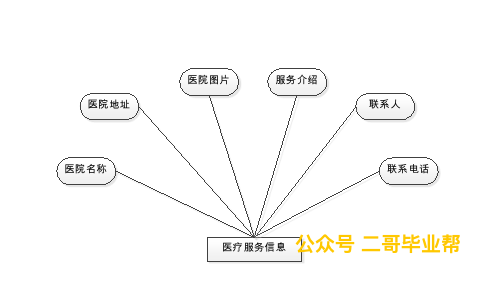 医院图片
服务介绍
医院地址
联系人
医院名称
联系电话
医疗服务信息
公众号 二哥毕业帮